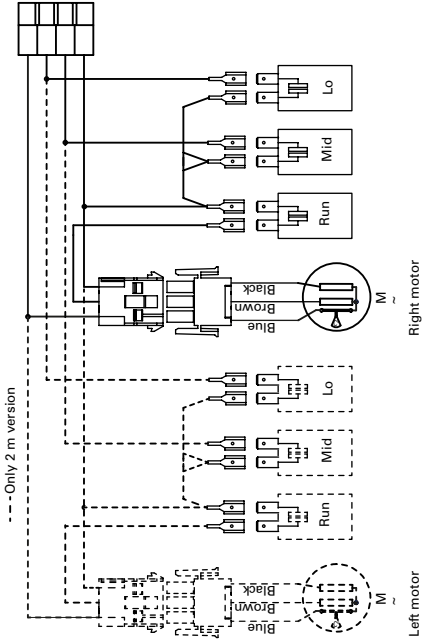 --- Only 2 m version
Lo
Mid
Run
Black
Brown
Blue
M
~
Right motor
Lo
Mid
Run
Black
Brown
Blue
M
~
Left motor